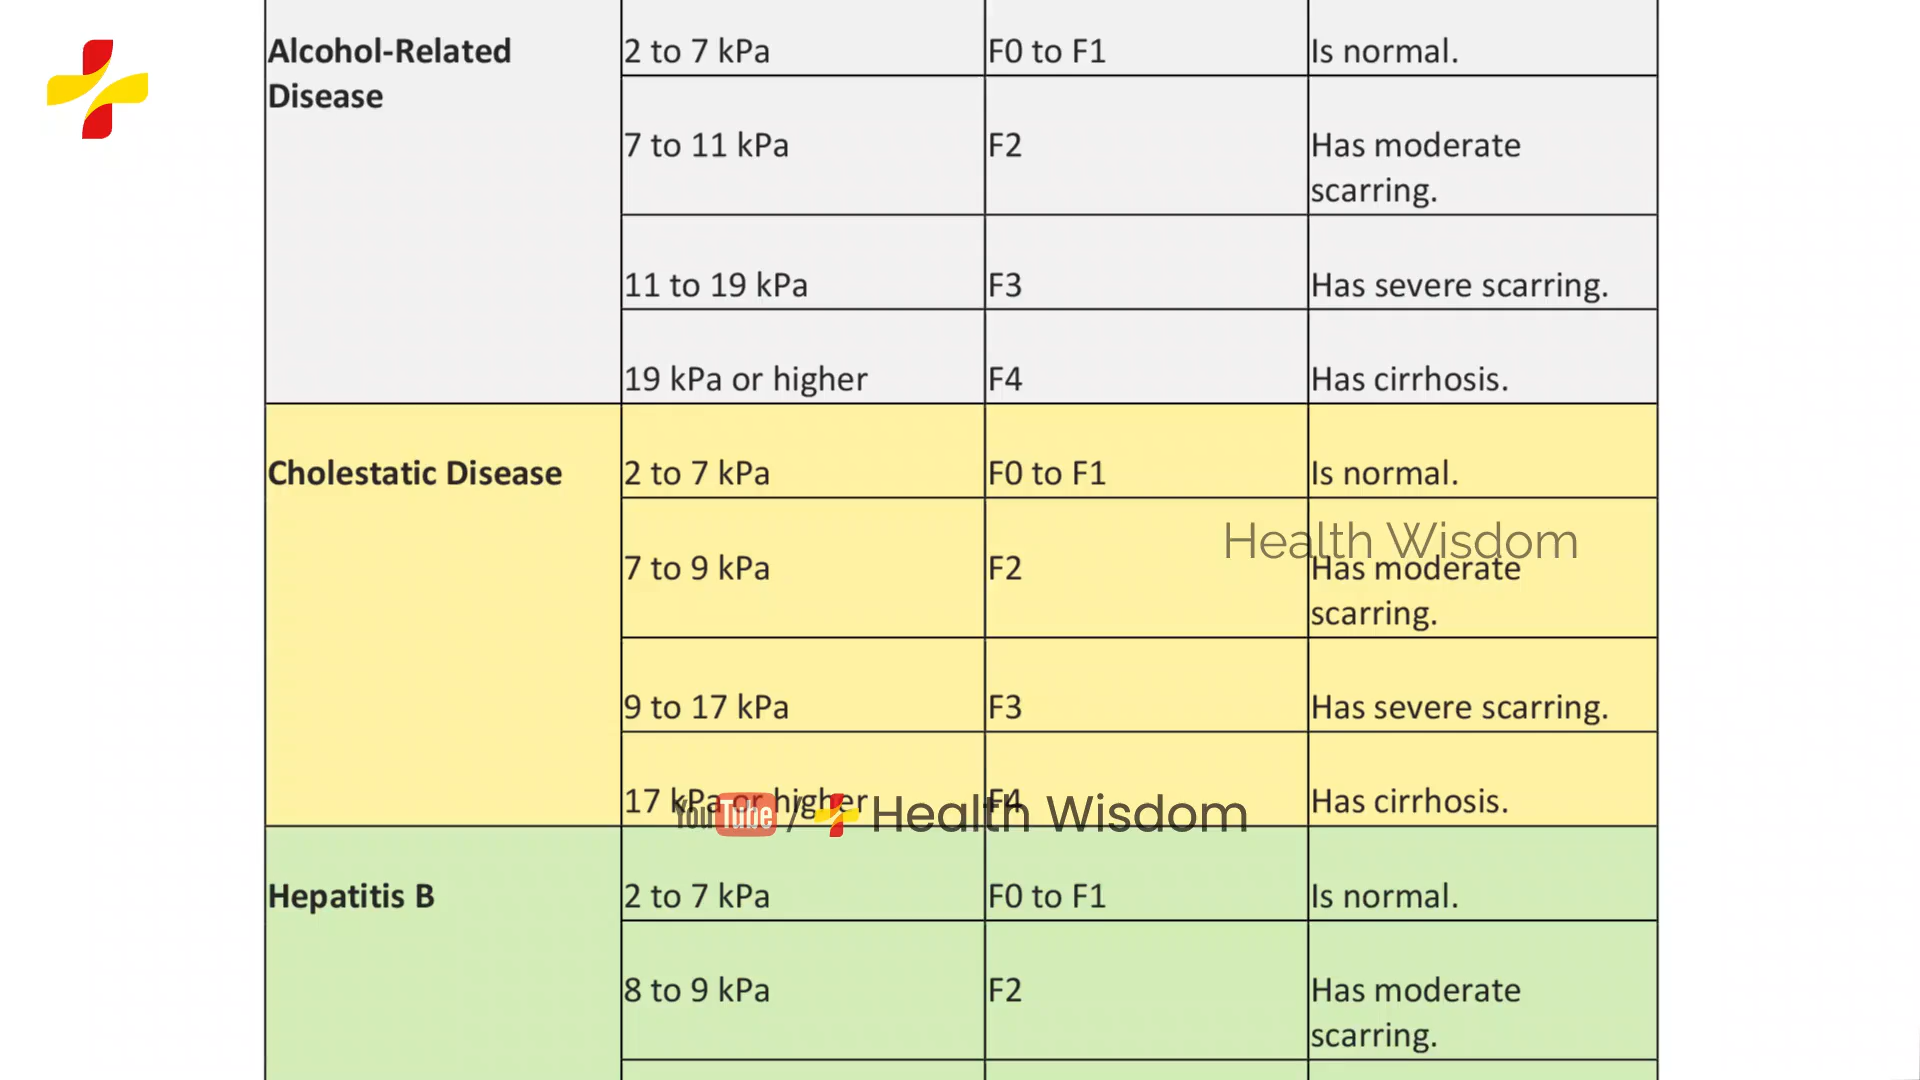 Alcohol-Related
Disease
2 to 7 kPa
F0 to F1
Is normal.
7 to 11 kPa
F2
Has moderate
scarring.
11 to 19 kPa
F3
Has severe scarring.
19 kPa or higher
F4
Has cirrhosis.
Cholestatic Disease
2 to 7 kPa
F0 to F1
Is normal.
Health Wisdom
7 to 9 kPa
F2
Has moderate
scarring.
9 to 17 kPa
F3
Has severe scarring.
17 kPa or higher
F4
Has cirrhosis.
YouTube / Health Wisdom
Hepatitis B
2 to 7 kPa
F0 to F1
Is normal.
8 to 9 kPa
F2
Has moderate
scarring.